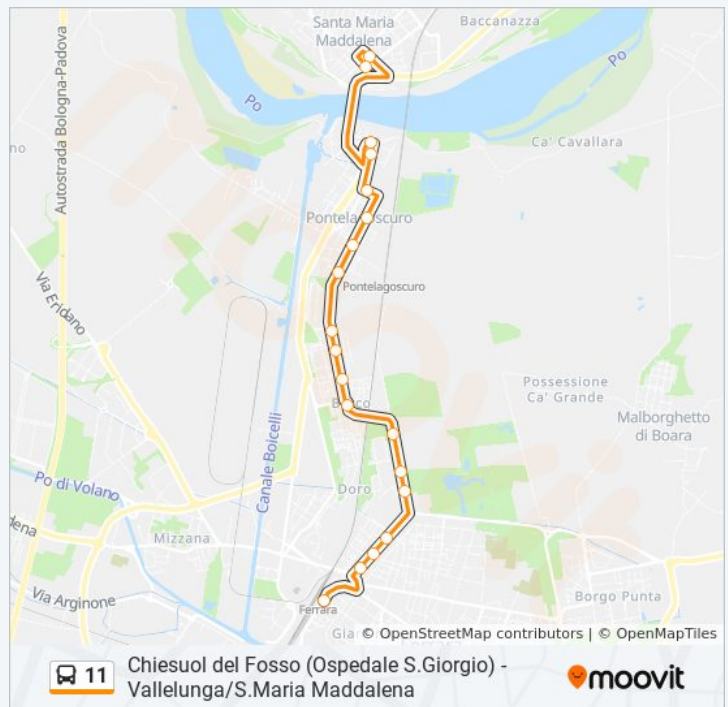 Santa Maria
Maddalena
Baccanazza
Po
Po
Ca' Cavallara
Autostrada Bologna-Padova
no
Pontelagoscuro
Via Eridano
Pontelagoscuro
Possessione
Ca' Grande
Malborghetto
di Boara
Canale Boicelli
Po di Volano
Doro
Mizzana
dena
Via Arginone
Borgo Punta
Ferrara
Gia
© OpenStreetMap contributors | © OpenMapTiles
11
Chiesuol del Fosso (Ospedale S.Giorgio) -
Vallelunga/S.Maria Maddalena
moovit